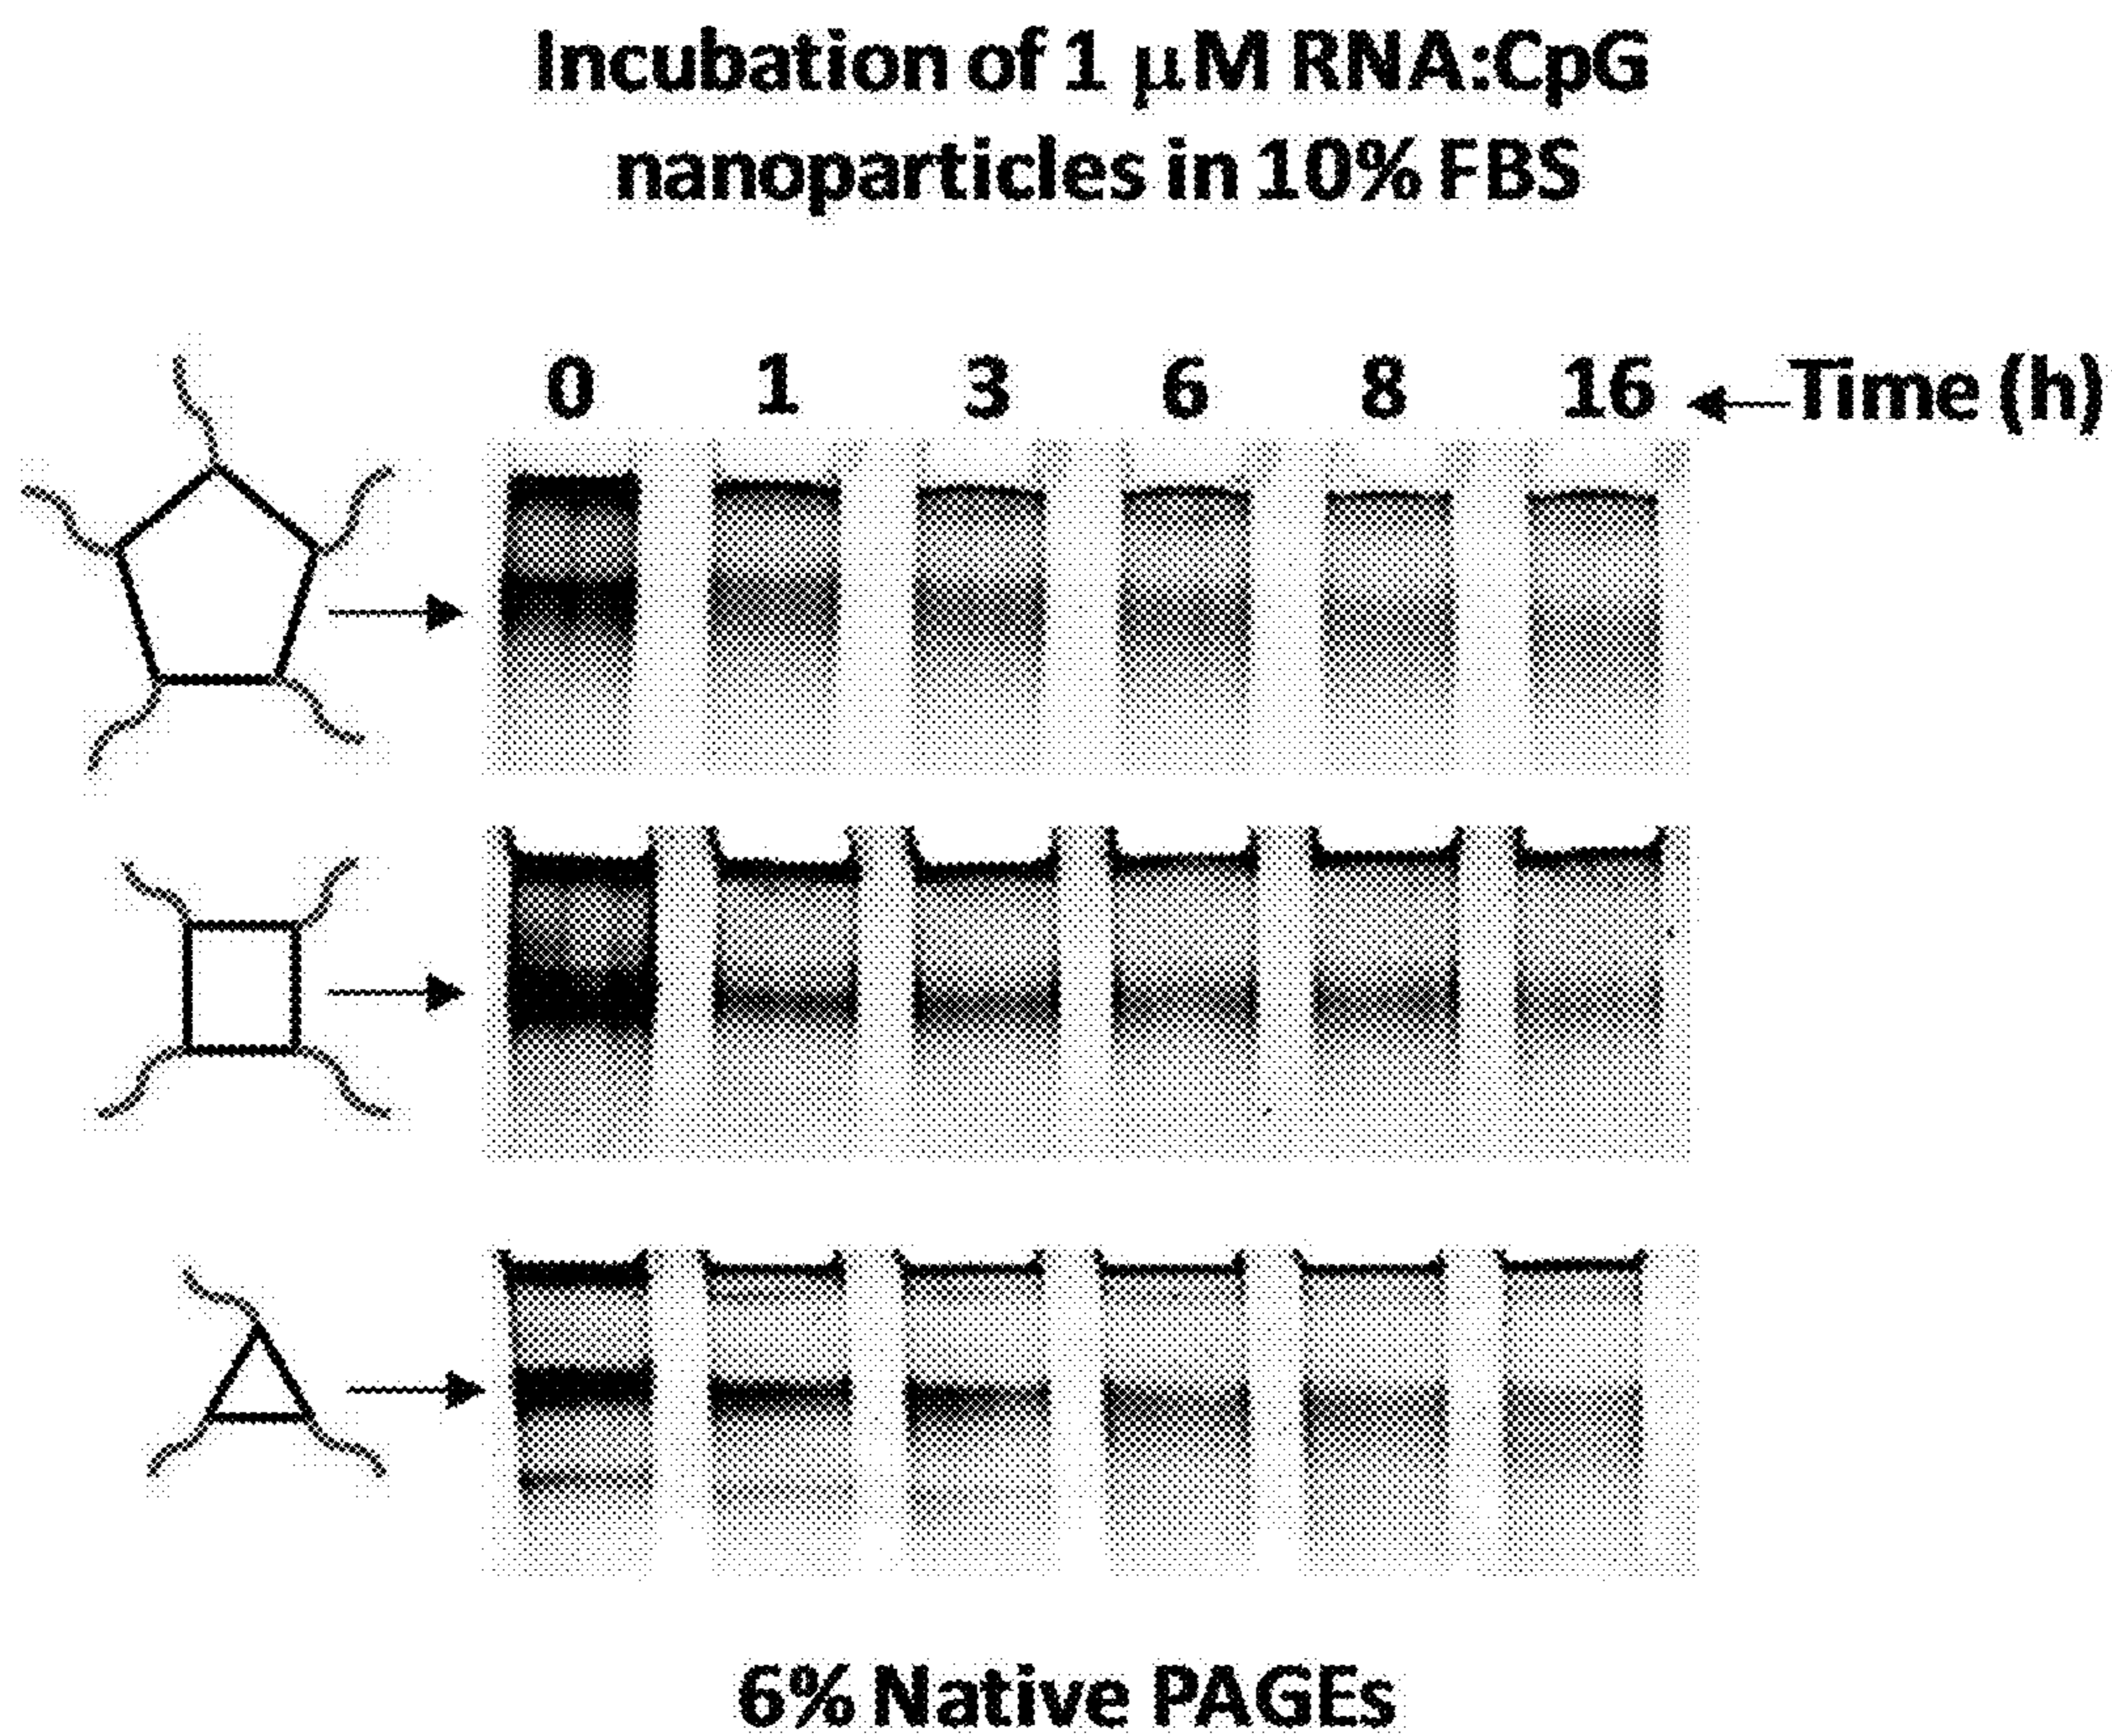 Incubation of 1 μM RNA:CpG
nanoparticles in 10% FBS
0 1 3 6 8 16 Time (h)
6% Native PAGEs